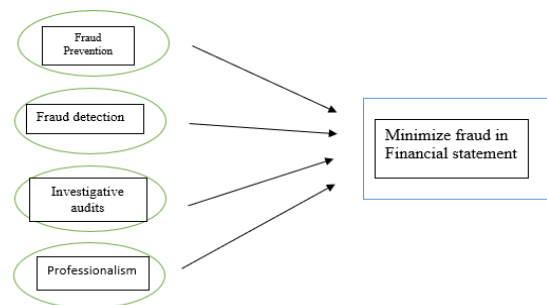 Fraud
Prevention
Fraud detection
Investigative
audits
Professionalism
Minimize fraud in
Financial statement